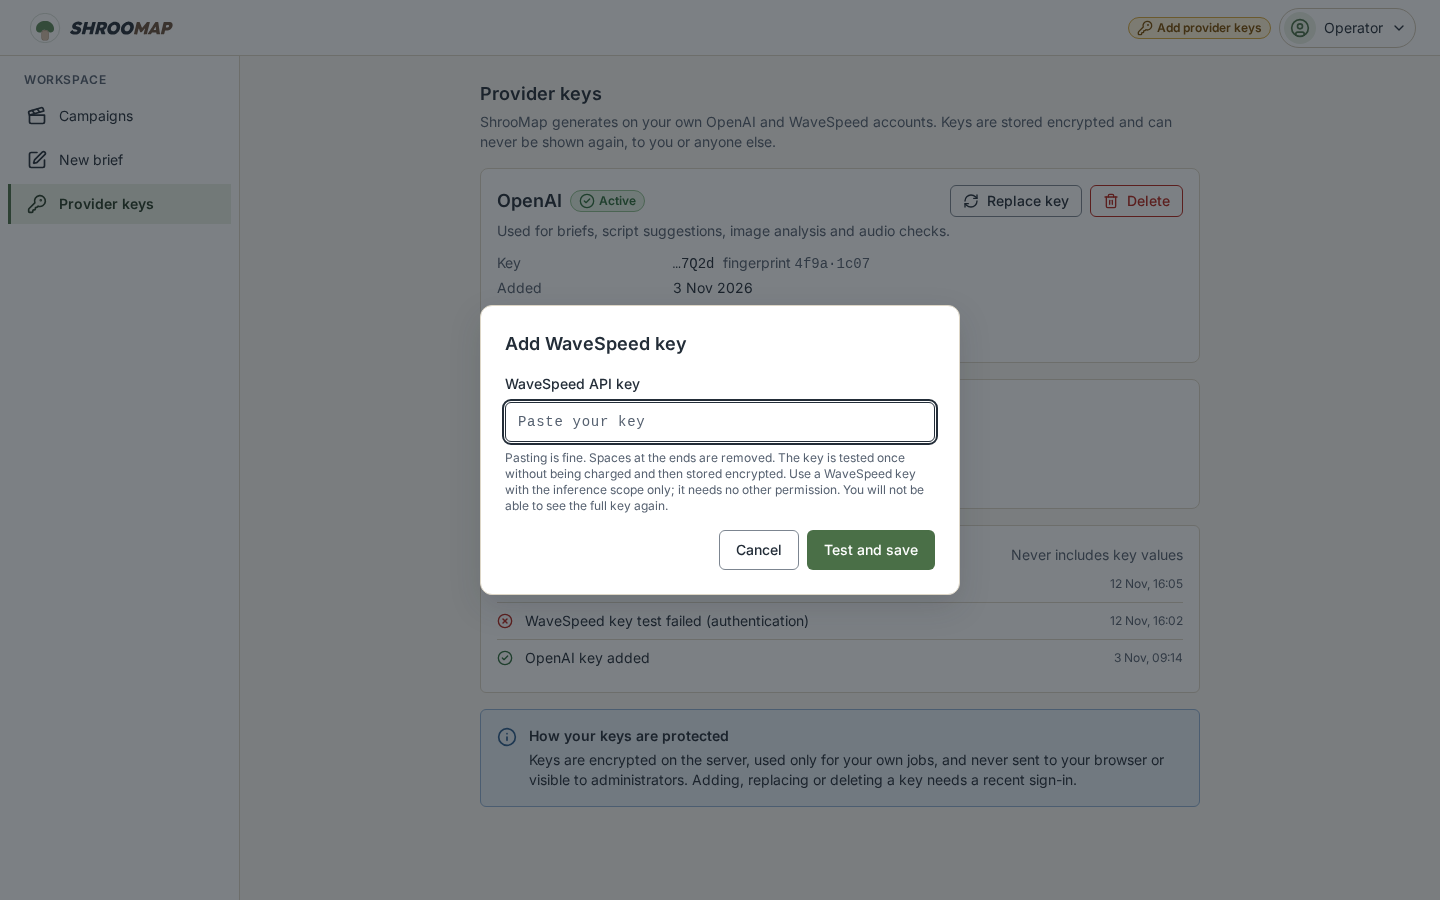 SHROOMAP
Add provider keys
Operator
WORKSPACE
Campaigns
New brief
Provider keys
Provider keys
ShrooMap generates on your own OpenAI and WaveSpeed accounts. Keys are stored encrypted and can
never be shown again, to you or anyone else.
OpenAI
Active
Replace key
Delete
Used for briefs, script suggestions, image analysis and audio checks.
Key
…7Q2d fingerprint 4f9a·1c07
Added
3 Nov 2026
Add WaveSpeed key
WaveSpeed API key
Paste your key
Pasting is fine. Spaces at the ends are removed. The key is tested once
without being charged and then stored encrypted. Use a WaveSpeed key
with the inference scope only; it needs no other permission. You will not be
able to see the full key again.
Cancel
Test and save
Never includes key values
12 Nov, 16:05
WaveSpeed key test failed (authentication)
12 Nov, 16:02
OpenAI key added
3 Nov, 09:14
How your keys are protected
Keys are encrypted on the server, used only for your own jobs, and never sent to your browser or
visible to administrators. Adding, replacing or deleting a key needs a recent sign-in.